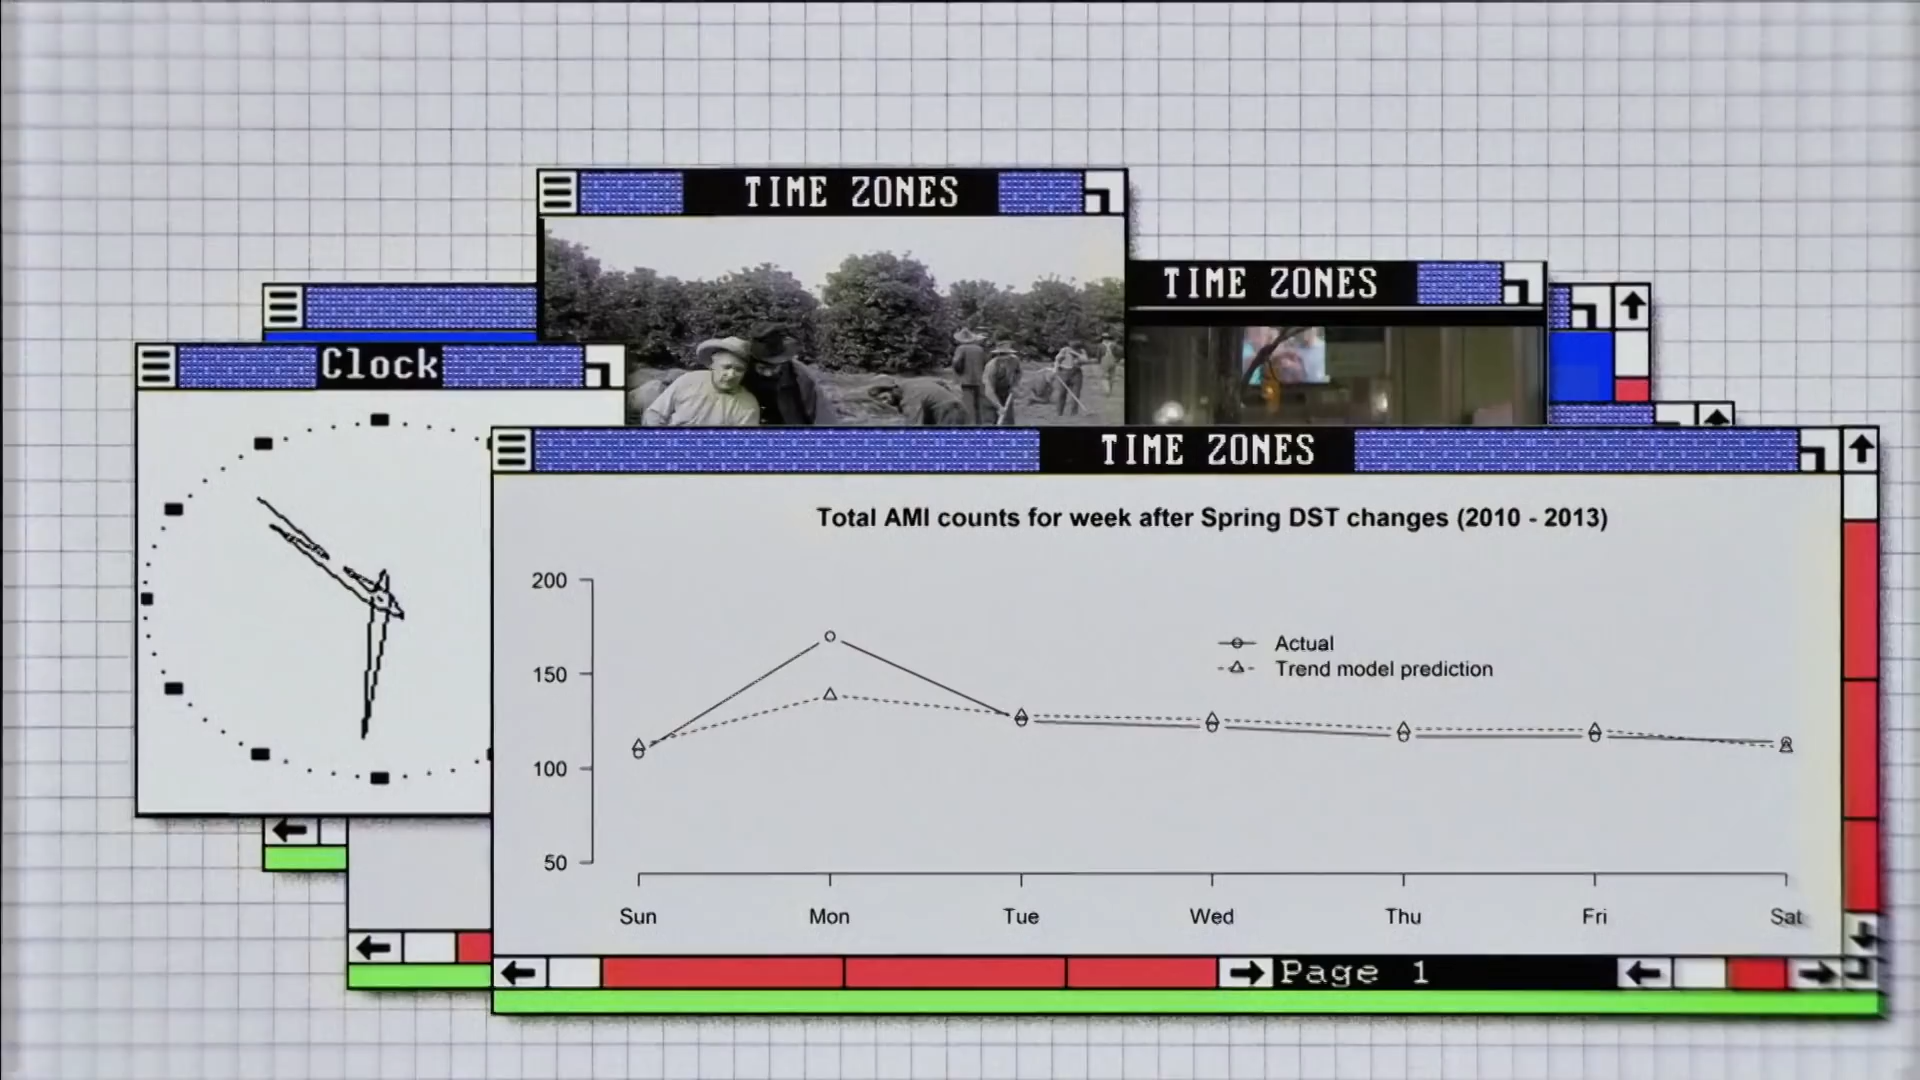 TIME ZONES
TIME ZONES
Clock
TIME ZONES
Total AMI counts for week after Spring DST changes (2010 - 2013)
200
150
100
50
Actual
Trend model prediction
Sun Mon Tue Wed Thu Fri Sat
Page 1